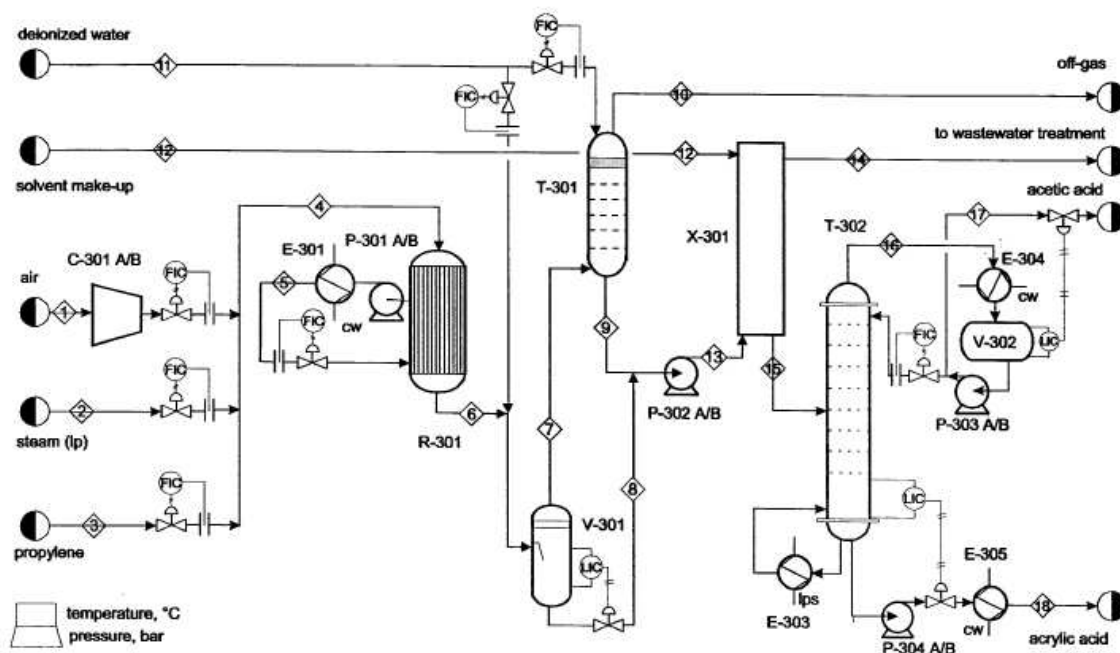 deionized water
FIC
11
off-gas
FIC
10
to wastewater treatment
12
12
14
solvent make-up
T-301
acetic acid
17
4
X-301
T-302
16
E-301
P-301 A/B
E-304
C-301 A/B
FIC
5
air
1
cw
cw
FIC
9
FIC
V-302
LIC
13
15
FIC
P-302 A/B
P-303 A/B
2
6
steam (lp)
R-301
7
FIC
8
3
V-301
LIC
propylene
LIC
E-305
temperature, °C
lps
18
pressure, bar
E-303
cw
P-304 A/B
acrylic acid